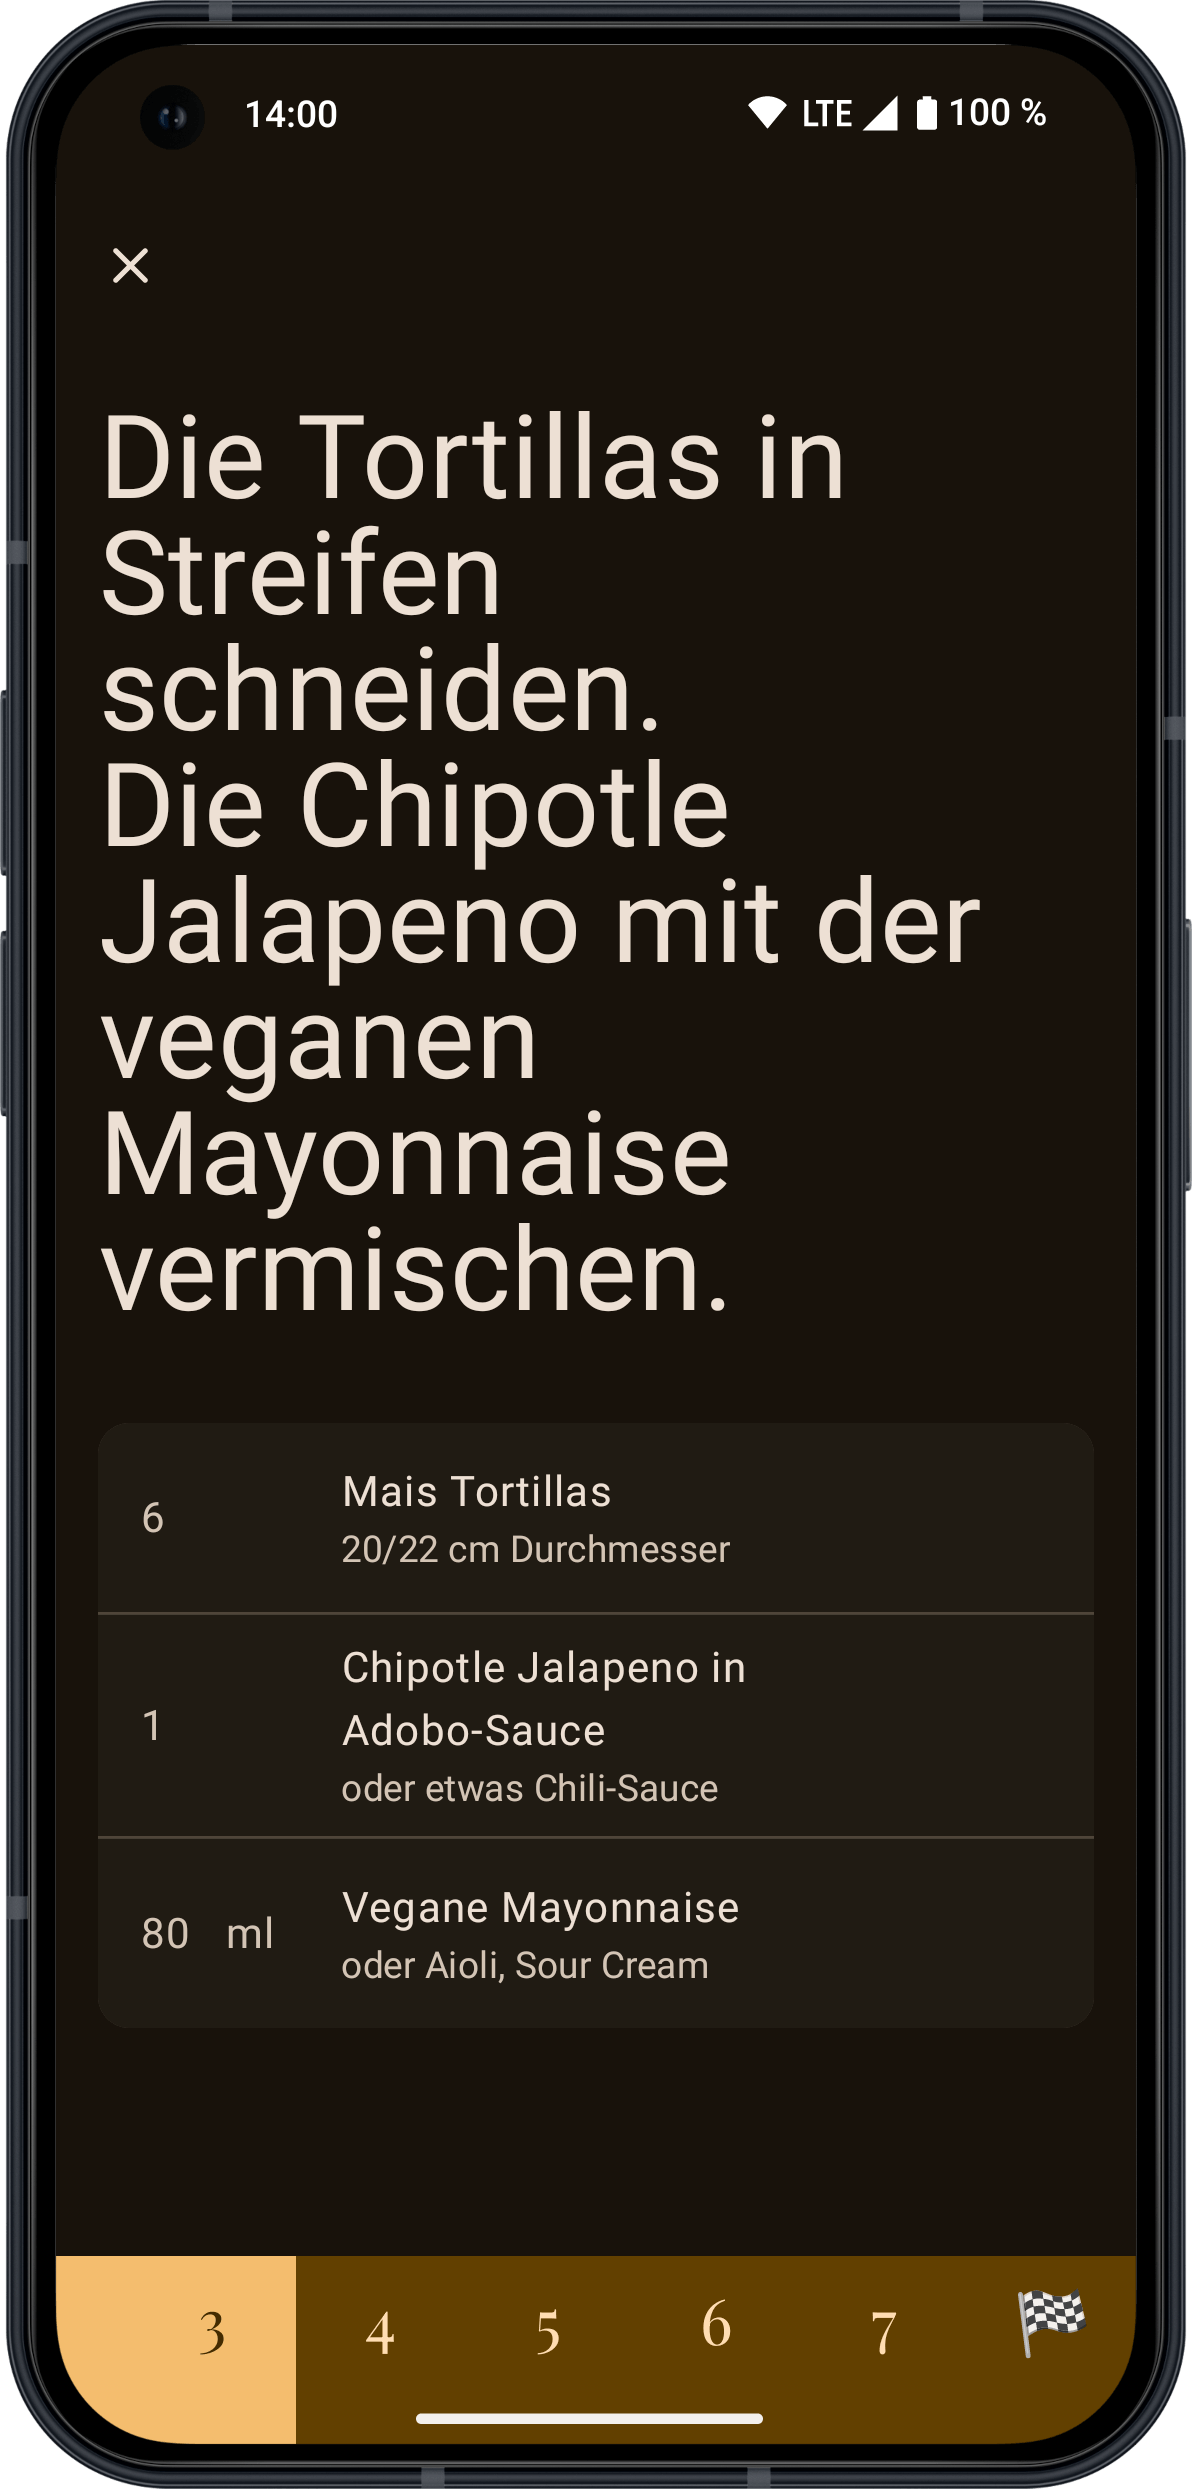 14:00 LTE 100 %
Die Tortillas in
Streifen
schneiden.
Die Chipotle
Jalapeno mit der
veganen
Mayonnaise
vermischen.
6 Mais Tortillas
20/22 cm Durchmesser
1 Chipotle Jalapeno in
Adobo-Sauce
oder etwas Chili-Sauce
80 ml Vegane Mayonnaise
oder Aioli, Sour Cream
3 4 5 6 7